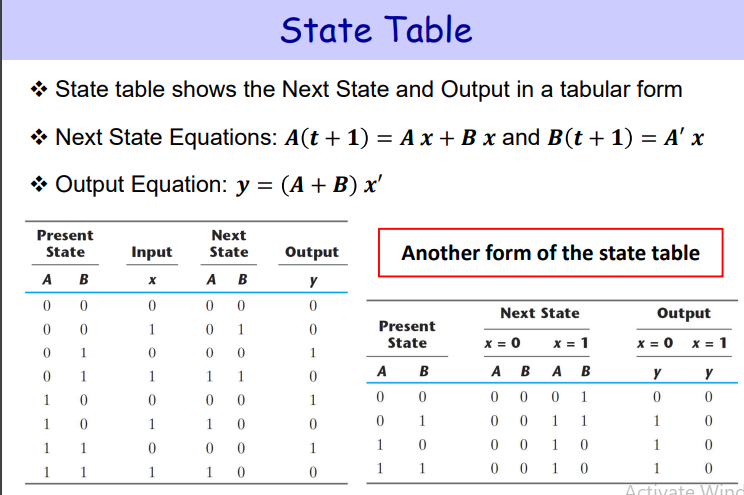 State Table
❖ State table shows the Next State and Output in a tabular form
❖ Next State Equations: A(t + 1) = A x + B x and B(t + 1) = A′ x
❖ Output Equation: y = (A + B) x′
Present State Input Next State Output
A B x A B y
0 0 0 0 0 0
0 0 1 0 1 0
0 1 0 0 0 1
0 1 1 1 1 0
1 0 0 0 0 1
1 0 1 1 0 0
1 1 0 0 0 1
1 1 1 1 0 0
Another form of the state table
Present State Next State Output
x = 0 x = 1 x = 0 x = 1
A B A B A B y y
0 0 0 0 0 1 0 0
0 1 0 0 1 1 1 0
1 0 0 0 1 0 1 0
1 1 0 0 1 0 1 0
Activate Wind